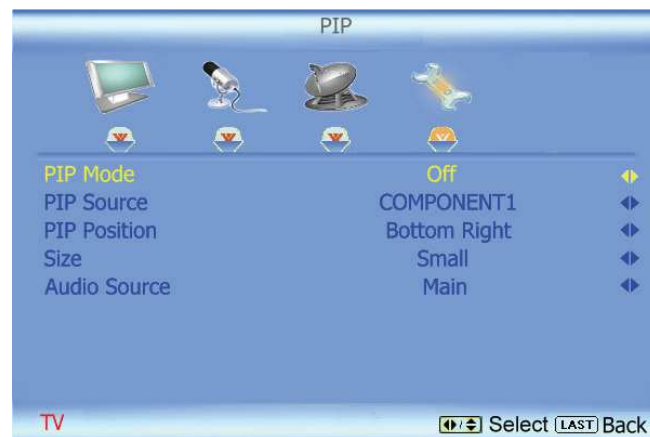 PIP
PIP Mode Off
PIP Source COMPONENT1
PIP Position Bottom Right
Size Small
Audio Source Main
TV Select LAST Back